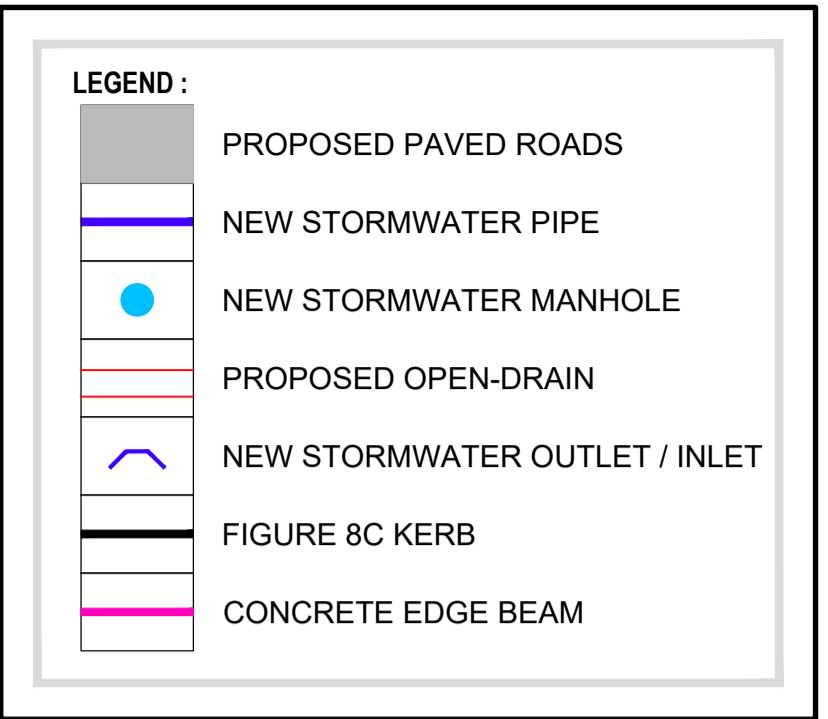 LEGEND :
PROPOSED PAVED ROADS
NEW STORMWATER PIPE
NEW STORMWATER MANHOLE
PROPOSED OPEN-DRAIN
NEW STORMWATER OUTLET / INLET
FIGURE 8C KERB
CONCRETE EDGE BEAM